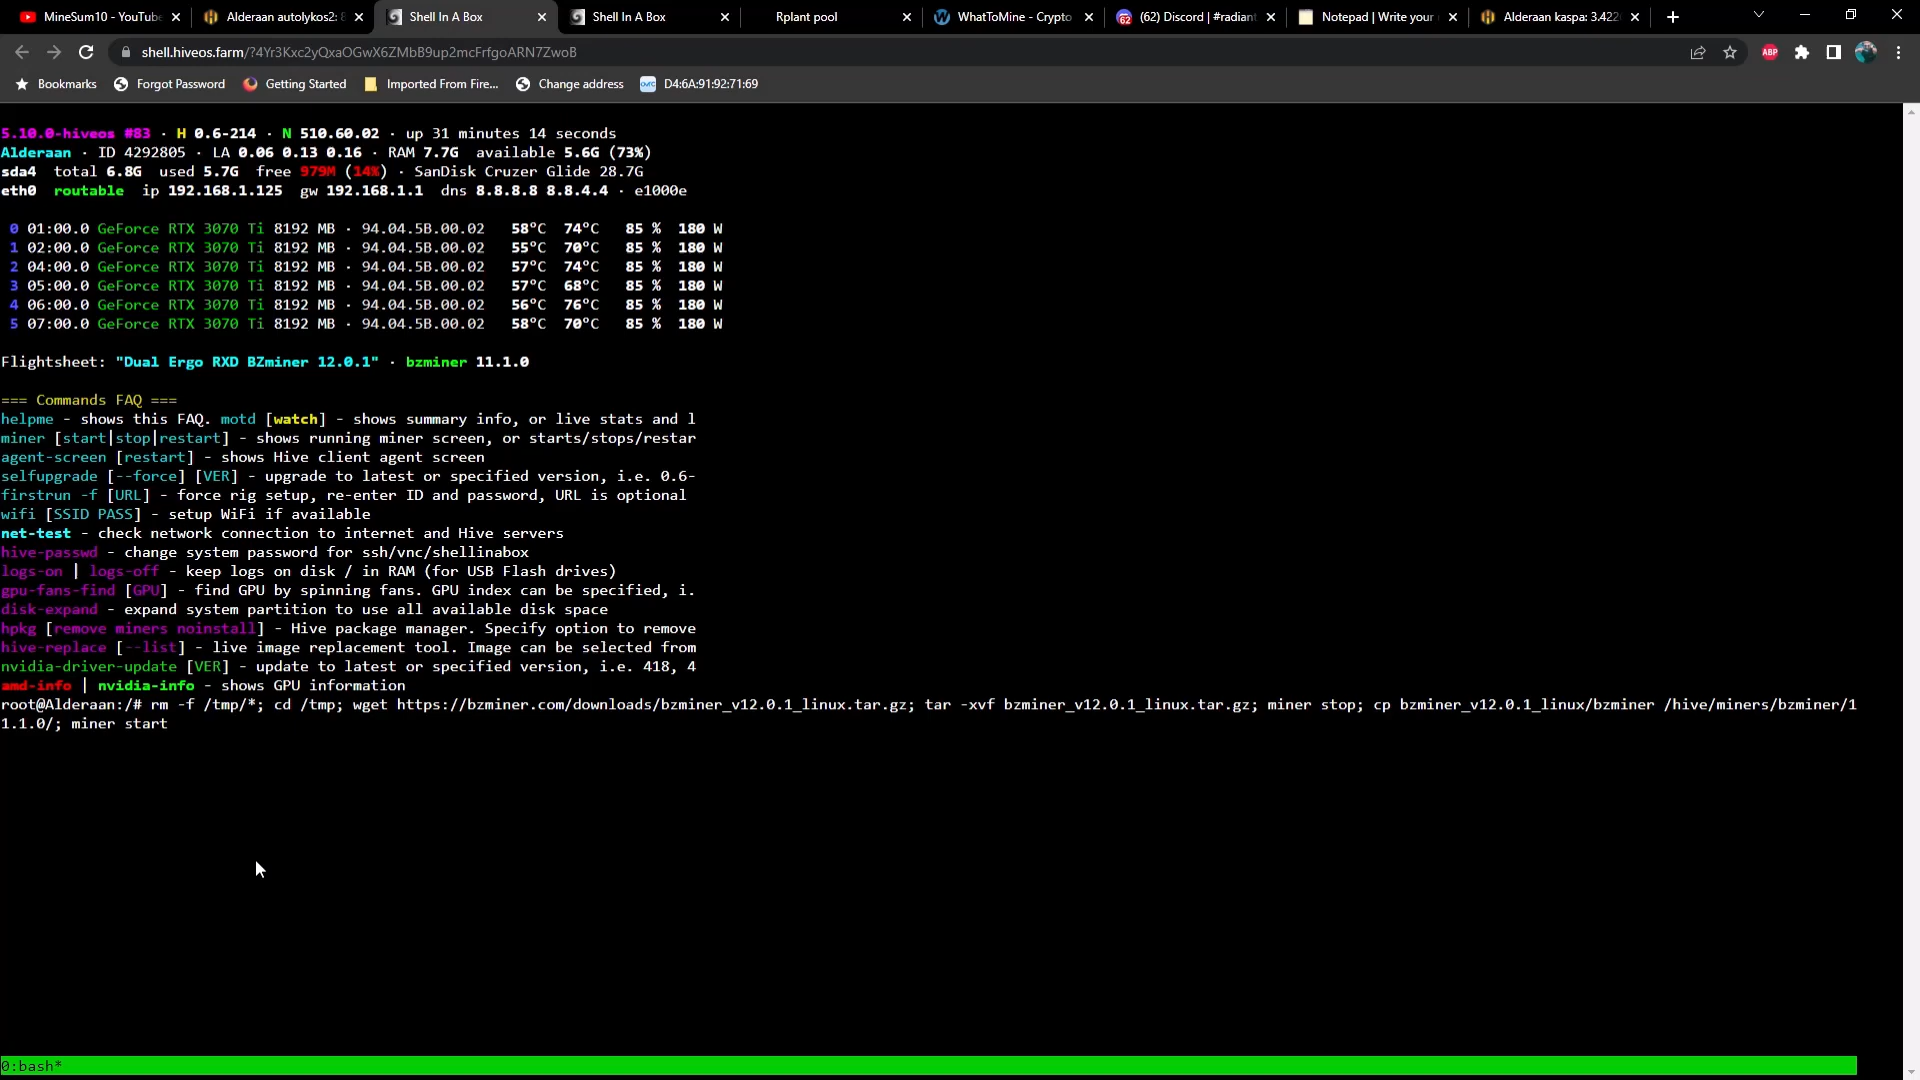 MineSum10 - YouTube
Alderaan autolykos2:
Shell In A Box
Shell In A Box
Rplant pool
WhatToMine - Crypto
(62) Discord | #radiant
Notepad | Write your
Alderaan kaspa: 3.422
shell.hiveos.farm/?4Yr3Kxc2yQxaOGwX6ZMbB9up2mcFrfgoARN7ZwoB
ABP
Bookmarks
Forgot Password
Getting Started
Imported From Fire...
Change address
D4:6A:91:92:71:69
5.10.0-hiveos #83 · H 0.6-214 · N 510.60.02 · up 31 minutes 14 seconds
Alderaan · ID 4292805 · LA 0.06 0.13 0.16 · RAM 7.7G available 5.6G (73%)
sda4 total 6.8G used 5.7G free 979M (14%) · SanDisk Cruzer Glide 28.7G
eth0 routable ip 192.168.1.125 gw 192.168.1.1 dns 8.8.8.8 8.8.4.4 · e1000e
0 01:00.0 GeForce RTX 3070 Ti 8192 MB · 94.04.5B.00.02 58°C 74°C 85 % 180 W
1 02:00.0 GeForce RTX 3070 Ti 8192 MB · 94.04.5B.00.02 55°C 70°C 85 % 180 W
2 04:00.0 GeForce RTX 3070 Ti 8192 MB · 94.04.5B.00.02 57°C 74°C 85 % 180 W
3 05:00.0 GeForce RTX 3070 Ti 8192 MB · 94.04.5B.00.02 57°C 68°C 85 % 180 W
4 06:00.0 GeForce RTX 3070 Ti 8192 MB · 94.04.5B.00.02 56°C 76°C 85 % 180 W
5 07:00.0 GeForce RTX 3070 Ti 8192 MB · 94.04.5B.00.02 58°C 70°C 85 % 180 W
Flightsheet: "Dual Ergo RXD BZminer 12.0.1" · bzminer 11.1.0
=== Commands FAQ ===
helpme - shows this FAQ. motd [watch] - shows summary info, or live stats and l
miner [start|stop|restart] - shows running miner screen, or starts/stops/restar
agent-screen [restart] - shows Hive client agent screen
selfupgrade [--force] [VER] - upgrade to latest or specified version, i.e. 0.6-
firstrun -f [URL] - force rig setup, re-enter ID and password, URL is optional
wifi [SSID PASS] - setup WiFi if available
net-test - check network connection to internet and Hive servers
hive-passwd - change system password for ssh/vnc/shellinabox
logs-on | logs-off - keep logs on disk / in RAM (for USB Flash drives)
gpu-fans-find [GPU] - find GPU by spinning fans. GPU index can be specified, i.
disk-expand - expand system partition to use all available disk space
hpkg [remove miners noinstall] - Hive package manager. Specify option to remove
hive-replace [--list] - live image replacement tool. Image can be selected from
nvidia-driver-update [VER] - update to latest or specified version, i.e. 418, 4
amd-info | nvidia-info - shows GPU information
root@Alderaan:/# rm -f /tmp/*; cd /tmp; wget https://bzminer.com/downloads/bzminer_v12.0.1_linux.tar.gz; tar -xvf bzminer_v12.0.1_linux.tar.gz; miner stop; cp bzminer_v12.0.1_linux/bzminer /hive/miners/bzminer/1
1.1.0/; miner start
0:bash*